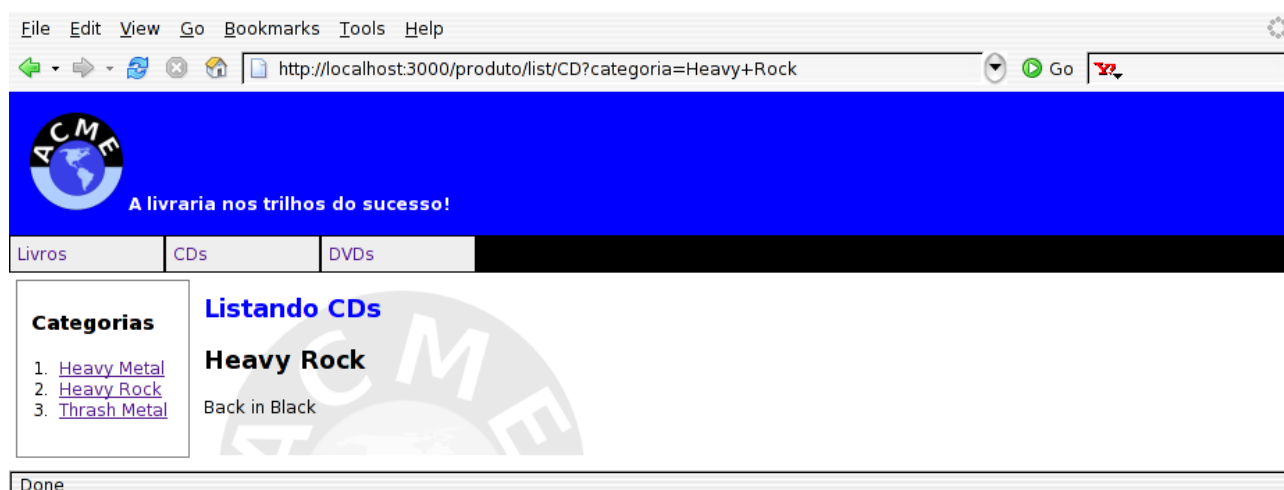 File Edit View Go Bookmarks Tools Help
http://localhost:3000/produto/list/CD?categoria=Heavy+Rock Go Y!
ACME
A livraria nos trilhos do sucesso!
Livros CDs DVDs
Categorias
1. Heavy Metal
2. Heavy Rock
3. Thrash Metal
Listando CDs
Heavy Rock
Back in Black
ACME
Done